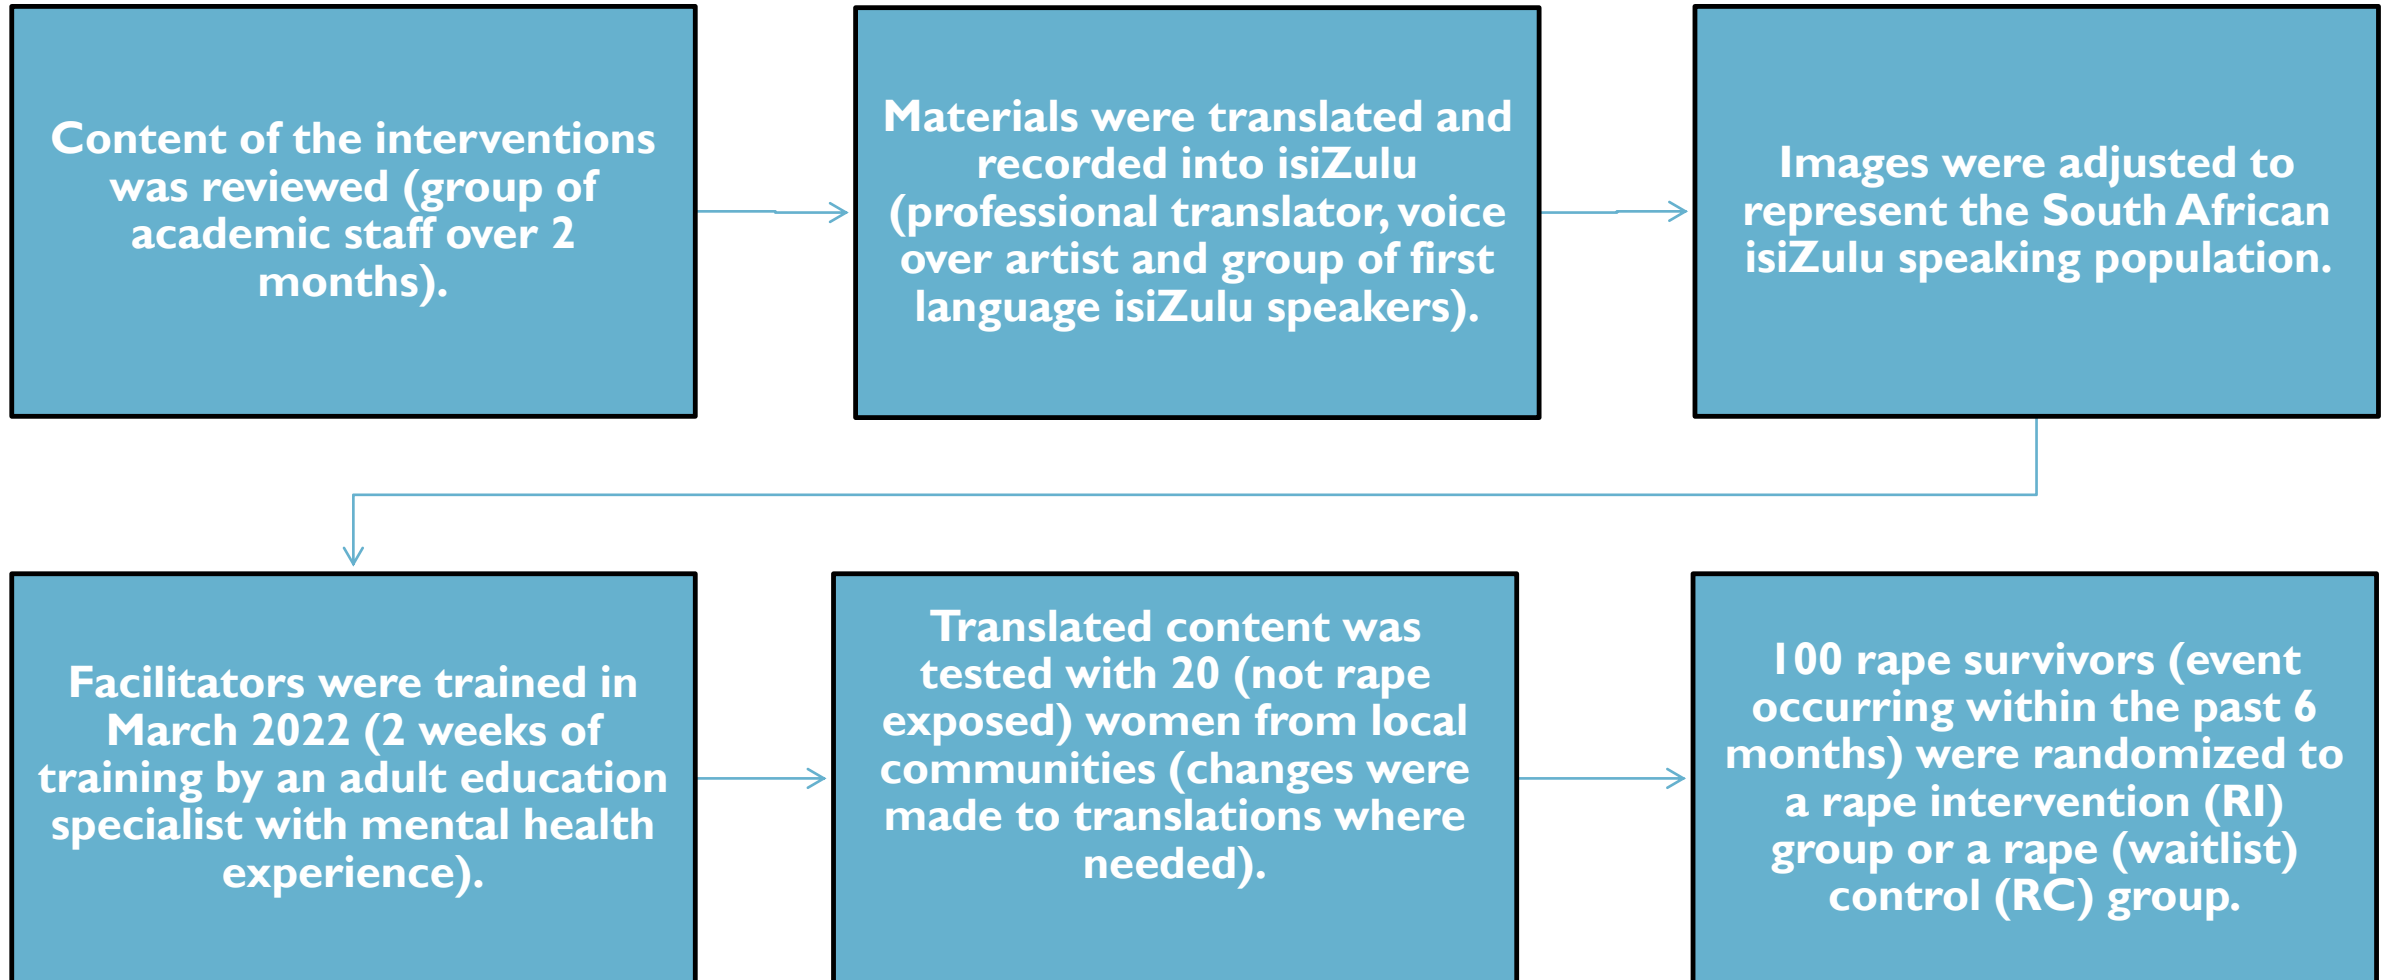 Content of the interventions
was reviewed (group of
academic staff over 2
months).
Materials were translated and
recorded into isiZulu
(professional translator, voice
over artist and group of first
language isiZulu speakers).
Images were adjusted to
represent the South African
isiZulu speaking population.
Facilitators were trained in
March 2022 (2 weeks of
training by an adult education
specialist with mental health
experience).
Translated content was
tested with 20 (not rape
exposed) women from local
communities (changes were
made to translations where
needed).
100 rape survivors (event
occurring within the past 6
months) were randomized to
a rape intervention (RI)
group or a rape (waitlist)
control (RC) group.